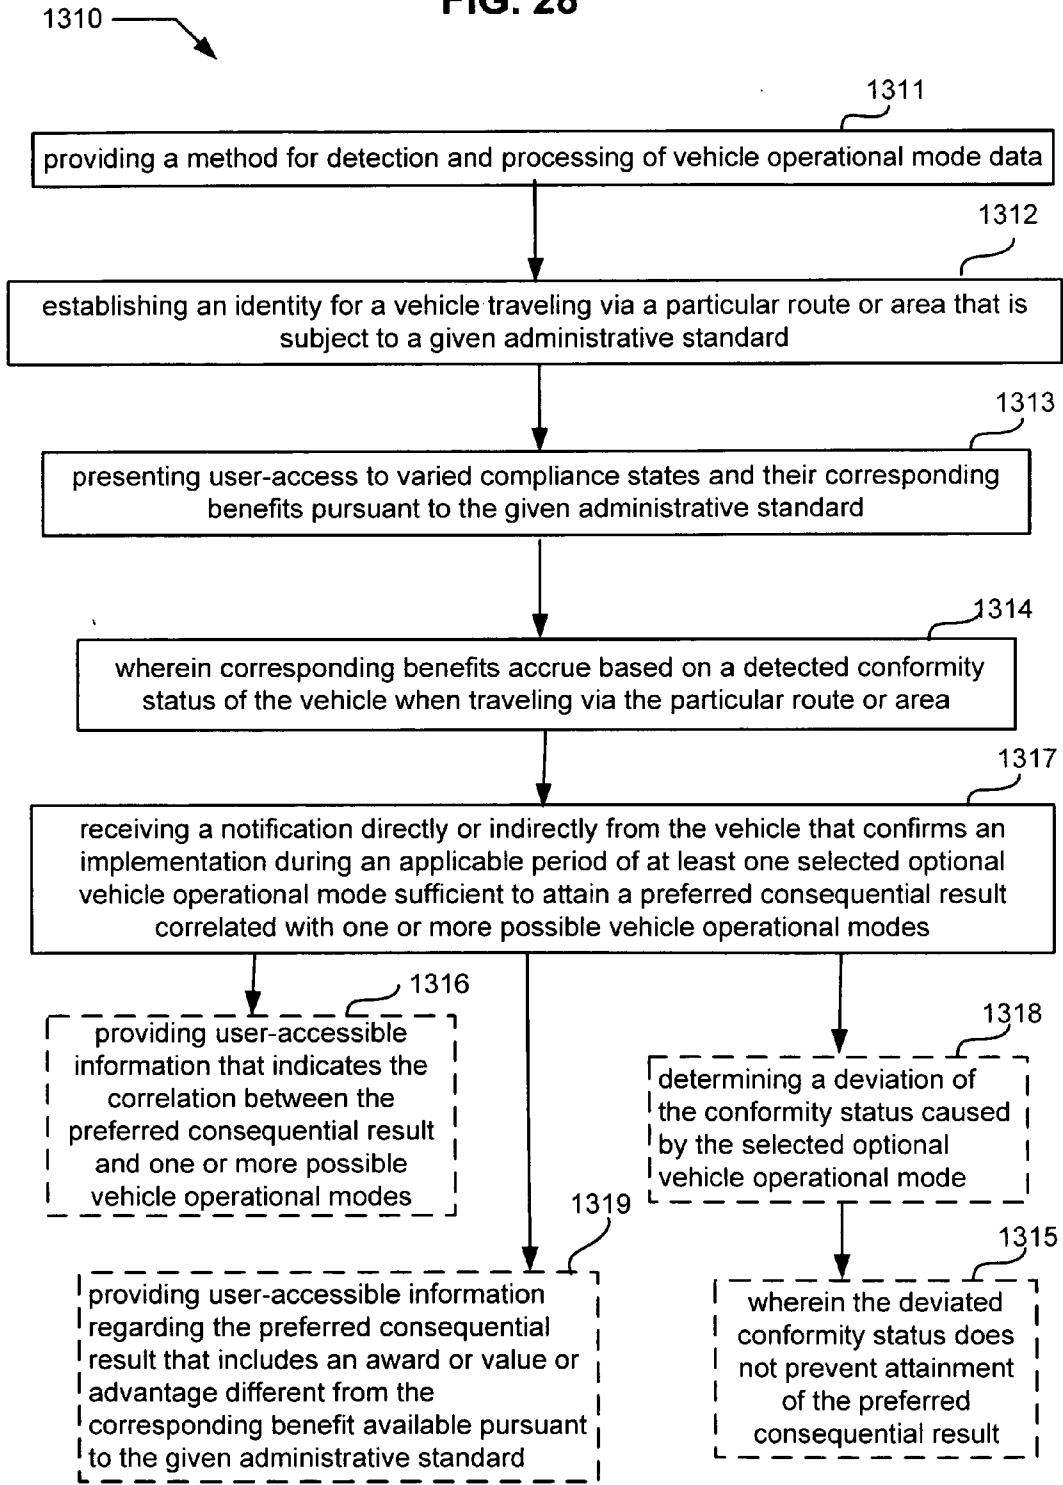 FIG. 28
1310
1311
providing a method for detection and processing of vehicle operational mode data
1312
establishing an identity for a vehicle traveling via a particular route or area that is
subject to a given administrative standard
1313
presenting user-access to varied compliance states and their corresponding
benefits pursuant to the given administrative standard
1314
wherein corresponding benefits accrue based on a detected conformity
status of the vehicle when traveling via the particular route or area
1317
receiving a notification directly or indirectly from the vehicle that confirms an
implementation during an applicable period of at least one selected optional
vehicle operational mode sufficient to attain a preferred consequential result
correlated with one or more possible vehicle operational modes
1316
providing user-accessible
information that indicates the
correlation between the
preferred consequential result
and one or more possible
vehicle operational modes
1318
determining a deviation of
the conformity status caused
by the selected optional
vehicle operational mode
1319
providing user-accessible information
regarding the preferred consequential
result that includes an award or value or
advantage different from the
corresponding benefit available pursuant
to the given administrative standard
1315
wherein the deviated
conformity status does
not prevent attainment
of the preferred
consequential result